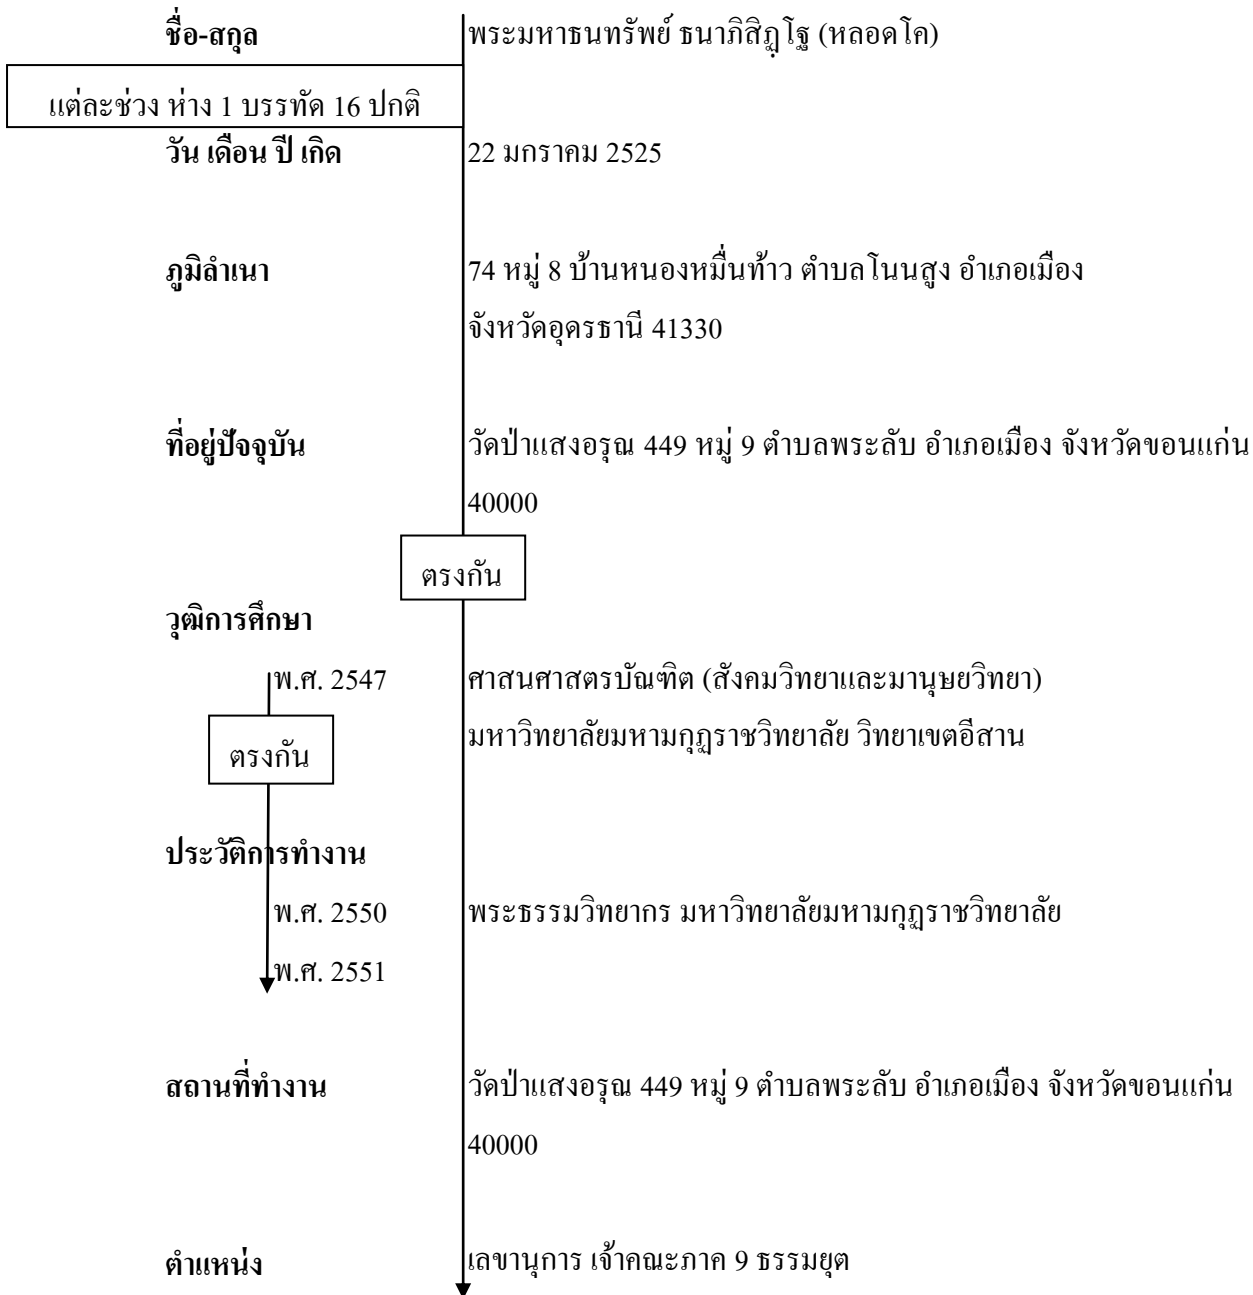 ชื่อ-สกุล พระมหาธนทรัพย์ ธนาภิสิฏฺโฐ (หลอดโค)
แต่ละช่วง ห่าง 1 บรรทัด 16 ปกติ
วัน เดือน ปี เกิด 22 มกราคม 2525
ภูมิลำเนา 74 หมู่ 8 บ้านหนองหมื่นท้าว ตำบลโนนสูง อำเภอเมือง
จังหวัดอุดรธานี 41330
ที่อยู่ปัจจุบัน วัดป่าแสงอรุณ 449 หมู่ 9 ตำบลพระลับ อำเภอเมือง จังหวัดขอนแก่น
40000
ตรงกัน
วุฒิการศึกษา
พ.ศ. 2547 ศาสนศาสตรบัณฑิต (สังคมวิทยาและมานุษยวิทยา)
มหาวิทยาลัยมหามกุฏราชวิทยาลัย วิทยาเขตอีสาน
ตรงกัน
ประวัติการทำงาน
พ.ศ. 2550 พระธรรมวิทยากร มหาวิทยาลัยมหามกุฏราชวิทยาลัย
พ.ศ. 2551
สถานที่ทำงาน วัดป่าแสงอรุณ 449 หมู่ 9 ตำบลพระลับ อำเภอเมือง จังหวัดขอนแก่น
40000
ตำแหน่ง เลขานุการ เจ้าคณะภาค 9 ธรรมยุต